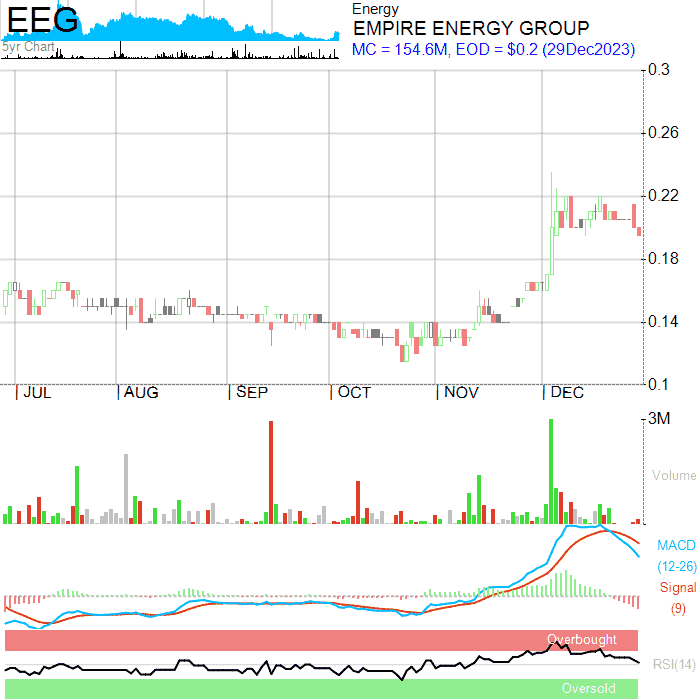 EEG
5yr Chart
Energy
EMPIRE ENERGY GROUP
MC = 154.6M, EOD = $0.2 (29Dec2023)
0.3
0.26
0.22
0.18
0.14
0.1
JUL AUG SEP OCT NOV DEC
3M
Volume
MACD
(12-26)
Signal
(9)
Overbought
RSI(14)
Oversold